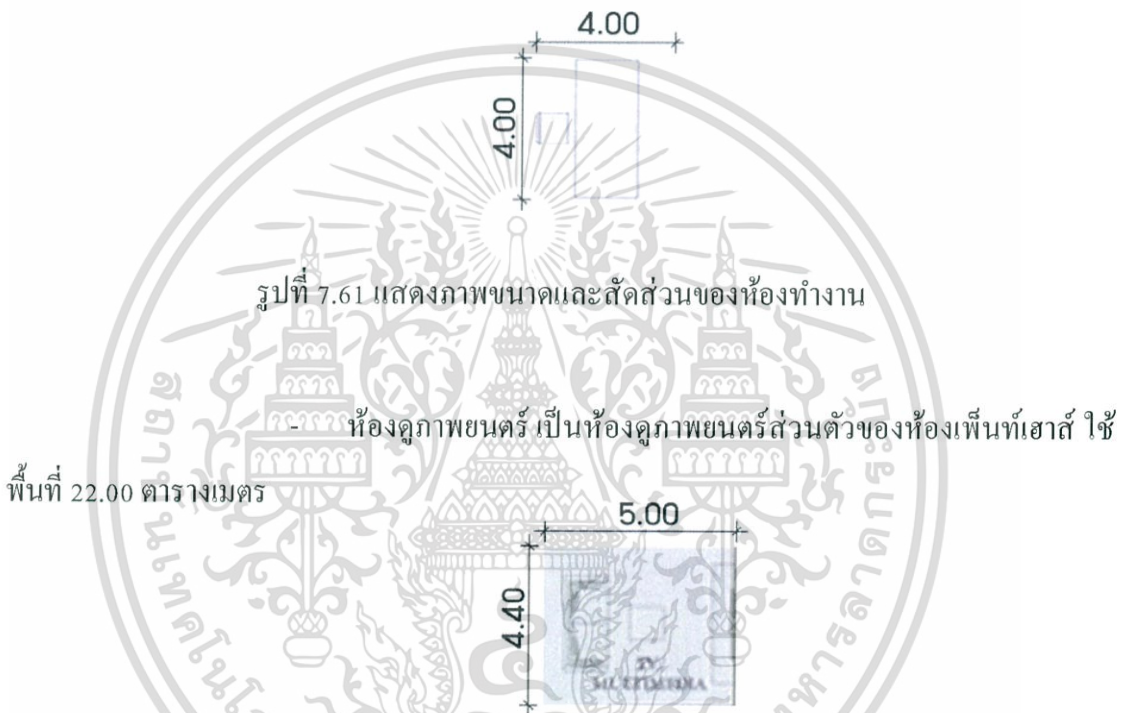 4.00
4.00
รูปที่ 7.61 แสดงภาพขนาดและสัดส่วนของห้องทำงาน
- ห้องดูภาพยนตร์ เป็นห้องดูภาพยนตร์ส่วนตัวของห้องเพ็นท์เฮาส์ ใช้
พื้นที่ 22.00 ตารางเมตร
5.00
4.40
TV
MULTIMEDIA